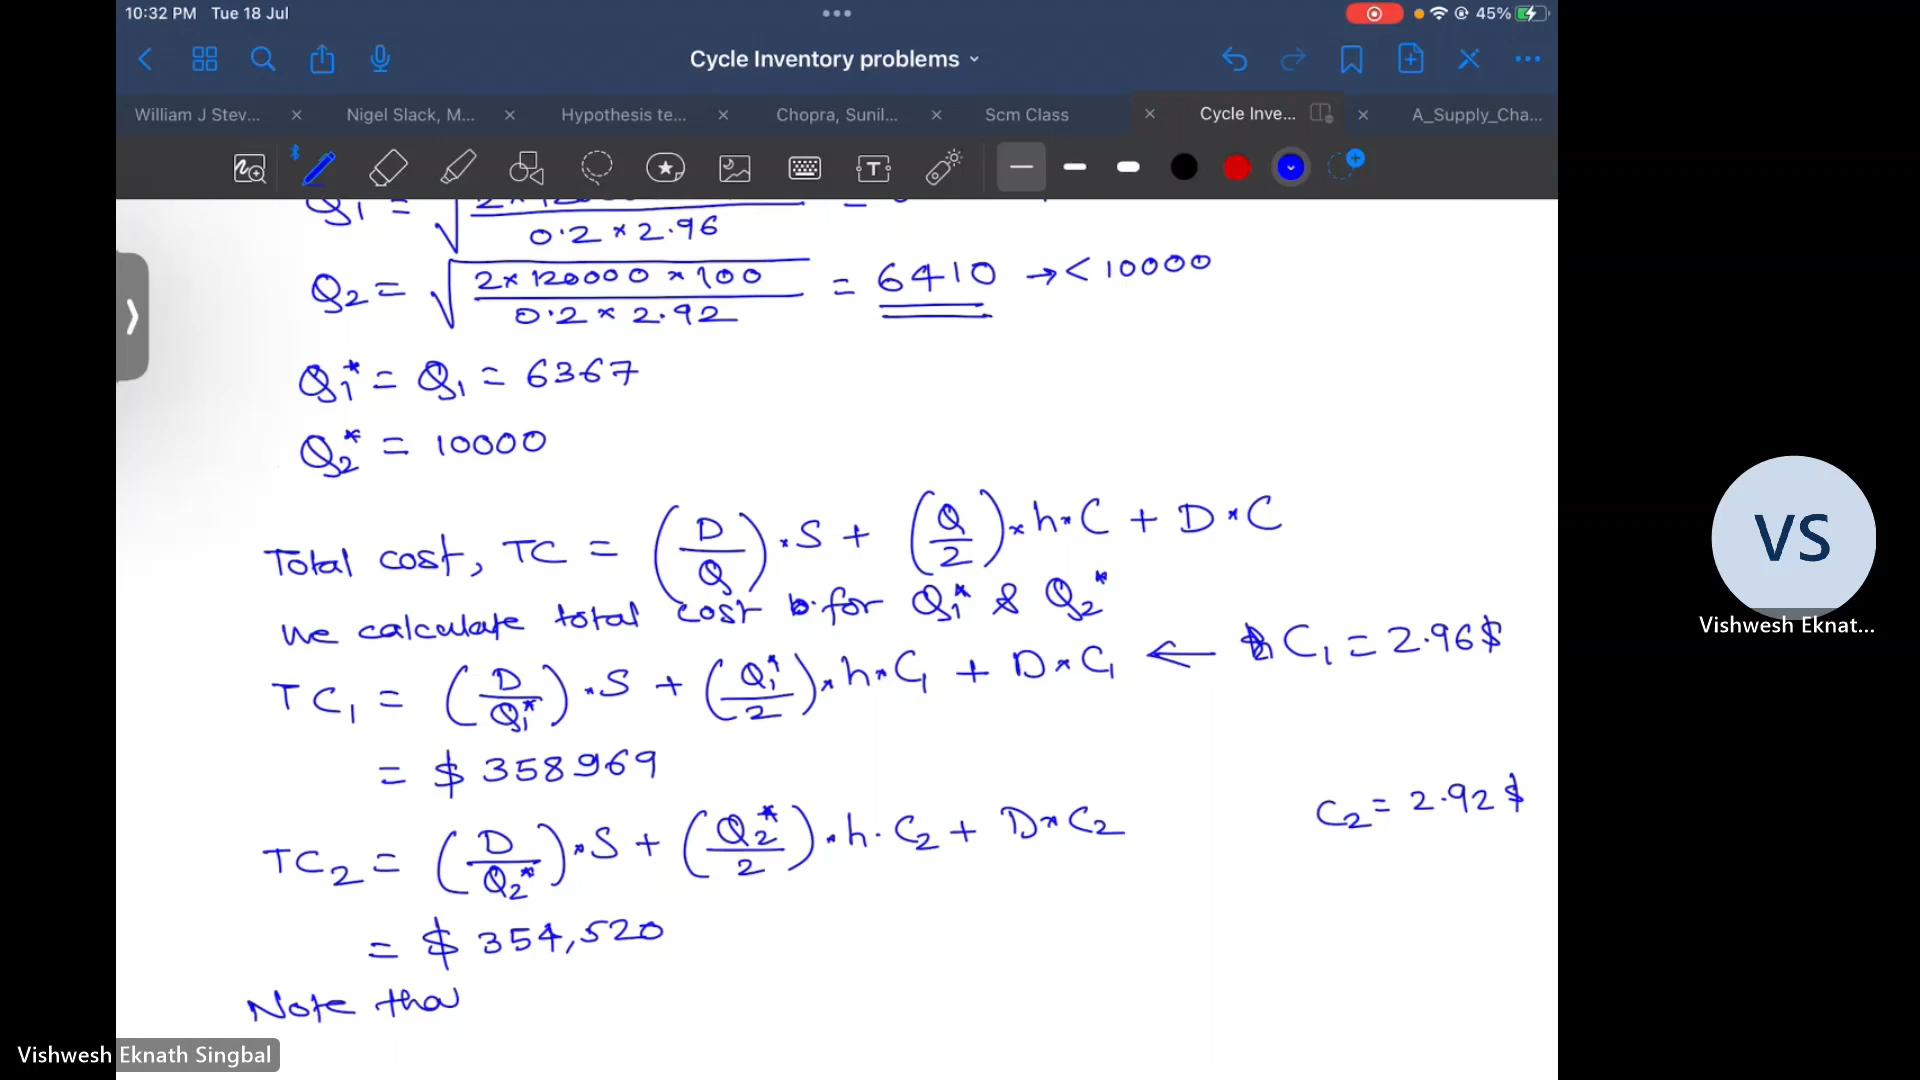 10:32 PM Tue 18 Jul
45%
Cycle Inventory problems
William J Stev... × Nigel Slack, M... × Hypothesis te... × Chopra, Sunil... × Scm Class × Cycle Inve... × A_Supply_Cha...
Q1 = √
0.2 * 2.96
Q2 = √(2 * 120000 * 100 / 0.2 * 2.92) = 6410 → < 10000
Q1* = Q1 = 6367
Q2* = 10000
Total cost, TC = (D/Q) * S + (Q/2) * h * C + D * C
we calculate total cost for Q1* & Q2*
TC1 = (D/Q1*) * S + (Q1*/2) * h * C1 + D * C1 ← C1 = 2.96$
= $ 358969
TC2 = (D/Q2*) * S + (Q2*/2) * h . C2 + D * C2 C2 = 2.92 $
= $ 354,520
Note tha
VS
Vishwesh Eknat...
Vishwesh Eknath Singbal